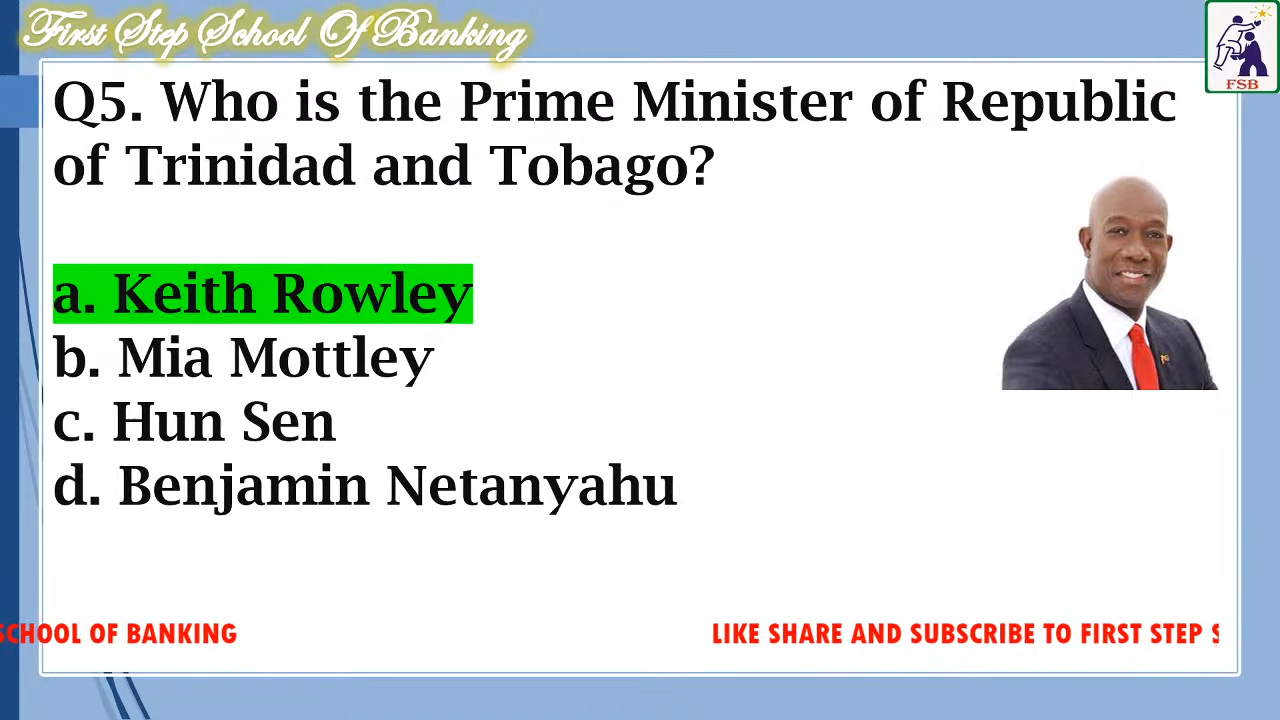 First Step School Of Banking
FSB
Q5. Who is the Prime Minister of Republic
of Trinidad and Tobago?
a. Keith Rowley
b. Mia Mottley
c. Hun Sen
d. Benjamin Netanyahu
SCHOOL OF BANKING
LIKE SHARE AND SUBSCRIBE TO FIRST STEP S